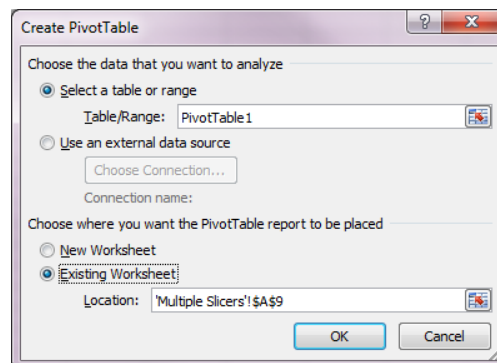 Create PivotTable
Choose the data that you want to analyze
Select a table or range
Table/Range: PivotTable1
Use an external data source
Choose Connection...
Connection name:
Choose where you want the PivotTable report to be placed
New Worksheet
Existing Worksheet
Location: 'Multiple Slicers'!$A$9
OK Cancel